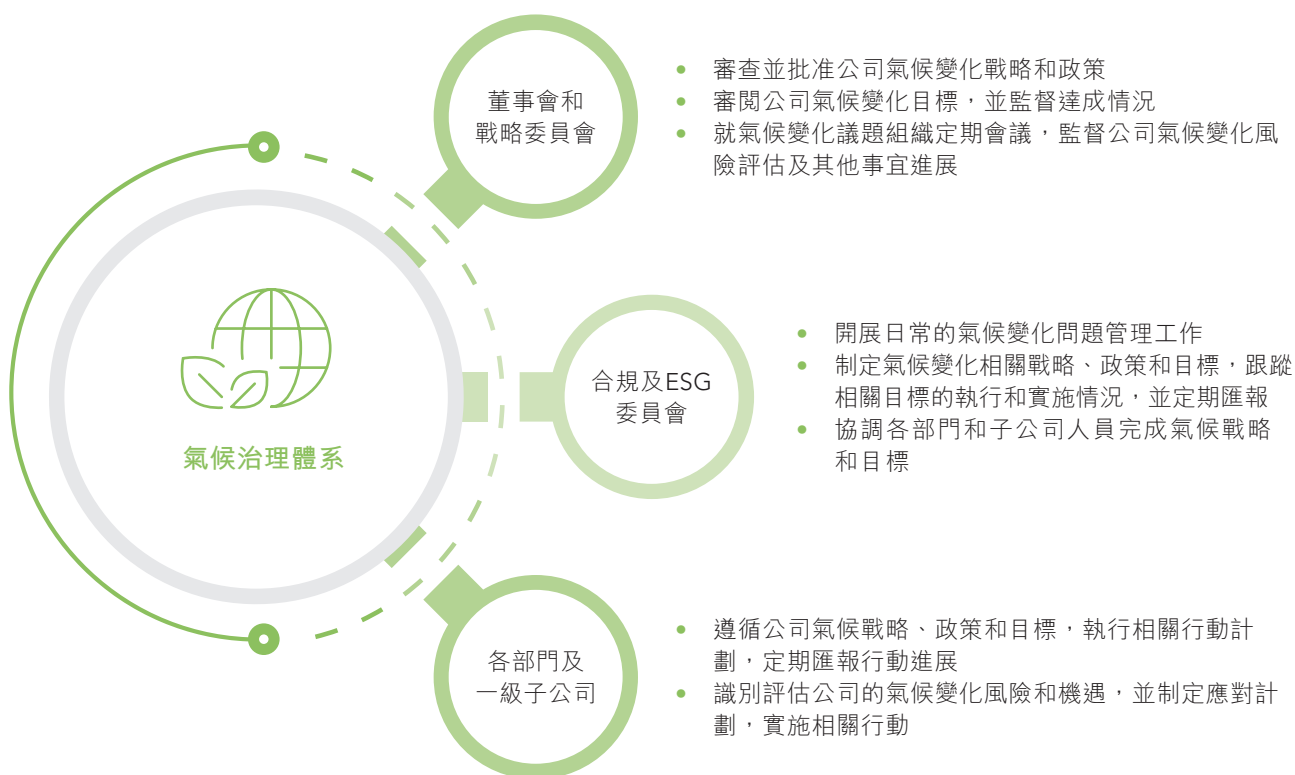 董事會和
戰略委員會
• 審查並批准公司氣候變化戰略和政策
• 審閱公司氣候變化目標，並監督達成情況
• 就氣候變化議題組織定期會議，監督公司氣候變化風
險評估及其他事宜進展
氣候治理體系
合規及ESG
委員會
• 開展日常的氣候變化問題管理工作
• 制定氣候變化相關戰略、政策和目標，跟蹤
相關目標的執行和實施情況，並定期匯報
• 協調各部門和子公司人員完成氣候戰略
和目標
各部門及
一級子公司
• 遵循公司氣候戰略、政策和目標，執行相關行動計
劃，定期匯報行動進展
• 識別評估公司的氣候變化風險和機遇，並制定應對計
劃，實施相關行動